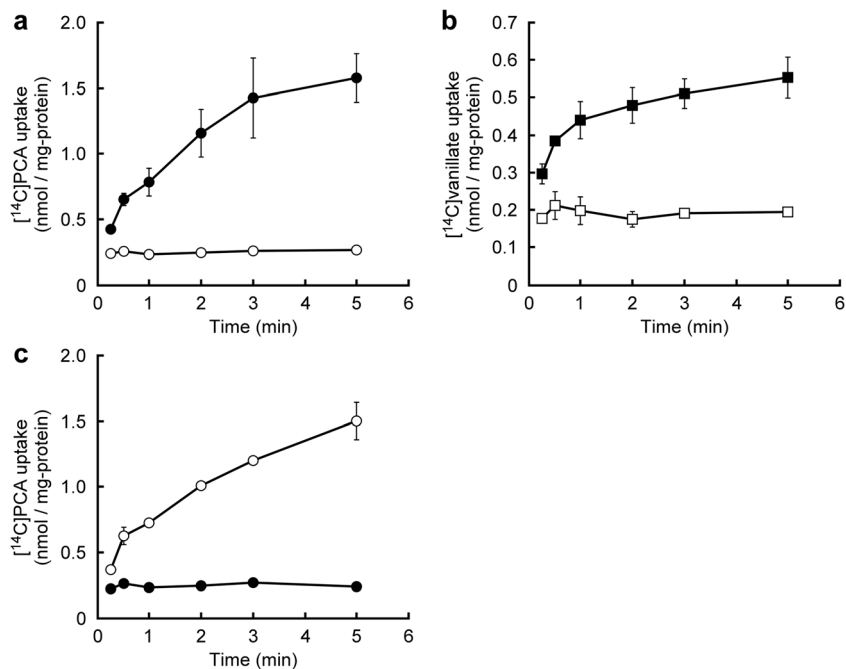 a
2.0
1.5
1.0
0.5
0
[¹⁴C]PCA uptake
(nmol / mg-protein)
0 1 2 3 4 5 6
Time (min)
b
0.7
0.6
0.5
0.4
0.3
0.2
0.1
0
[¹⁴C]vanillate uptake
(nmol / mg-protein)
0 1 2 3 4 5 6
Time (min)
c
2.0
1.5
1.0
0.5
0
[¹⁴C]PCA uptake
(nmol / mg-protein)
0 1 2 3 4 5 6
Time (min)